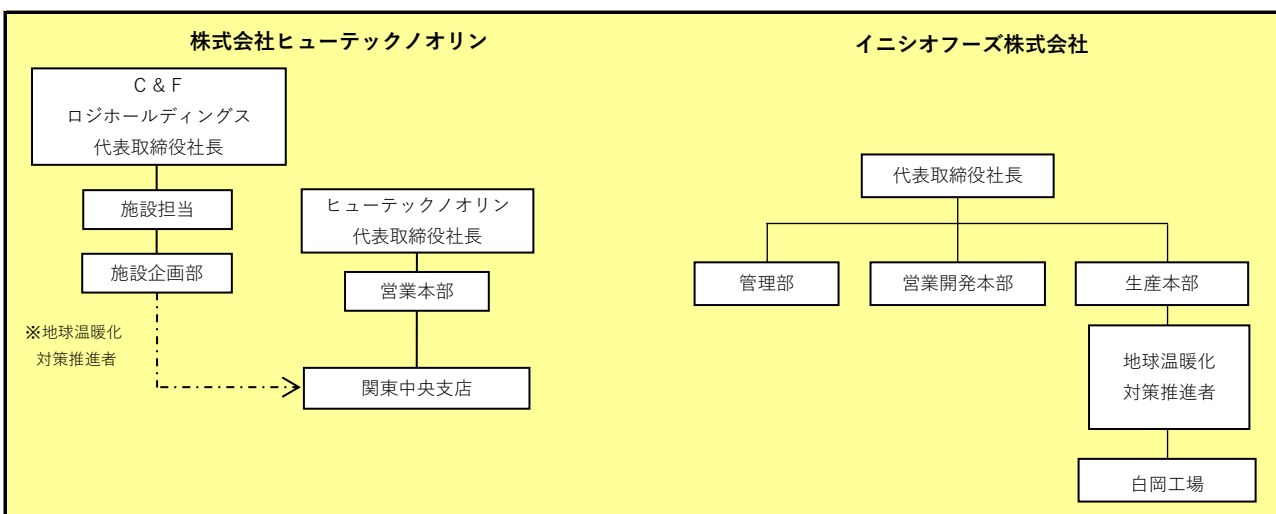 株式会社ヒューテックノオリン
C & F
ロジホールディングス
代表取締役社長
施設担当
施設企画部
※地球温暖化
対策推進者
ヒューテックノオリン
代表取締役社長
営業本部
関東中央支店
イニシオフーズ株式会社
代表取締役社長
管理部
営業開発本部
生産本部
地球温暖化
対策推進者
白岡工場